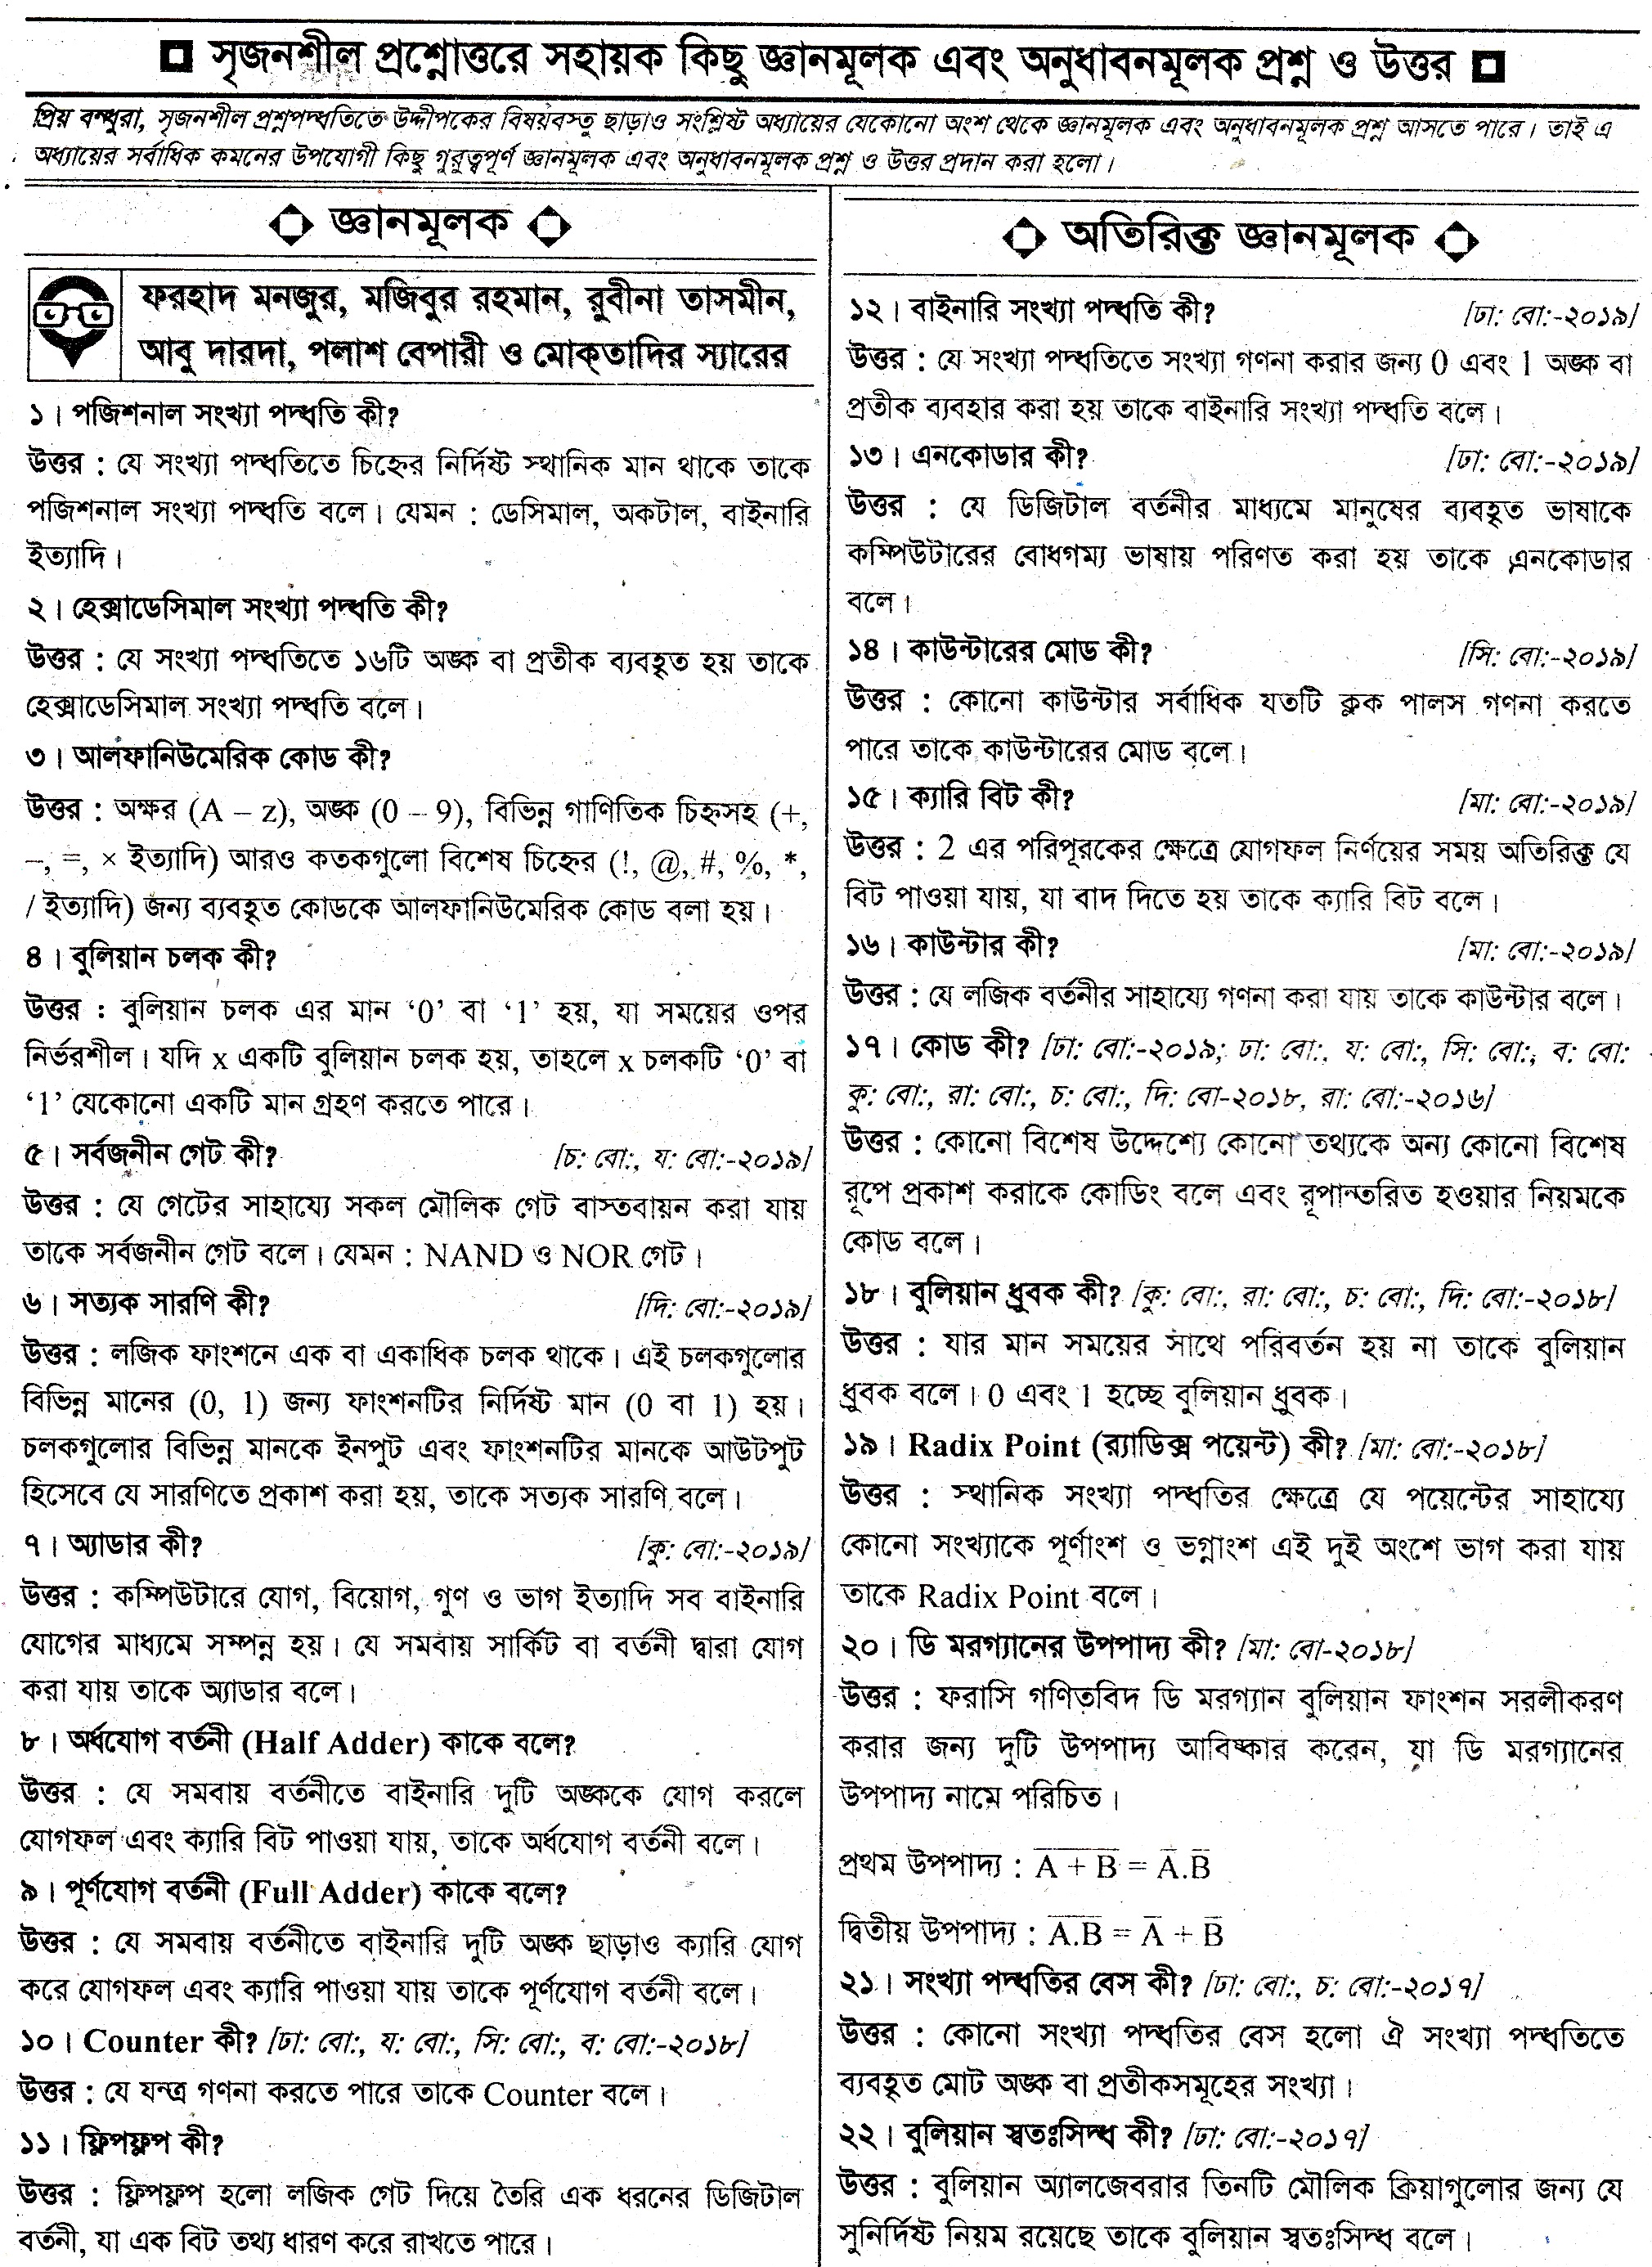 সৃজনশীল প্রশ্নোত্তরে সহায়ক কিছু জ্ঞানমূলক এবং অনুধাবনমূলক প্রশ্ন ও উত্তর
প্রিয় বন্ধুরা, সৃজনশীল প্রশ্নপদ্ধতিতে উদ্দীপকের বিষয়বস্তু ছাড়াও সংশ্লিষ্ট অধ্যায়ের যেকোনো অংশ থেকে জ্ঞানমূলক এবং অনুধাবনমূলক প্রশ্ন আসতে পারে। তাই এ
অধ্যায়ের সর্বাধিক কমনের উপযোগী কিছু গুরুত্বপূর্ণ জ্ঞানমূলক এবং অনুধাবনমূলক প্রশ্ন ও উত্তর প্রদান করা হলো।
জ্ঞানমূলক
ফরহাদ মনজুর, মজিবুর রহমান, রুবীনা তাসমীন,
আবু দারদা, পলাশ বেপারী ও মোক্তাদির স্যারের
১। পজিশনাল সংখ্যা পদ্ধতি কী?
উত্তর : যে সংখ্যা পদ্ধতিতে চিহ্নের নির্দিষ্ট স্থানিক মান থাকে তাকে
পজিশনাল সংখ্যা পদ্ধতি বলে। যেমন : ডেসিমাল, অকটাল, বাইনারি
ইত্যাদি।
২। হেক্সাডেসিমাল সংখ্যা পদ্ধতি কী?
উত্তর : যে সংখ্যা পদ্ধতিতে ১৬টি অঙ্ক বা প্রতীক ব্যবহৃত হয় তাকে
হেক্সাডেসিমাল সংখ্যা পদ্ধতি বলে।
৩। আলফানিউমেরিক কোড কী?
উত্তর : অক্ষর (A – z), অঙ্ক (0 – 9), বিভিন্ন গাণিতিক চিহ্নসহ (+,
–, =, × ইত্যাদি) আরও কতকগুলো বিশেষ চিহ্নের (!, @, #, %, *,
/ ইত্যাদি) জন্য ব্যবহৃত কোডকে আলফানিউমেরিক কোড বলা হয়।
৪। বুলিয়ান চলক কী?
উত্তর : বুলিয়ান চলক এর মান ‘0’ বা ‘1’ হয়, যা সময়ের ওপর
নির্ভরশীল। যদি x একটি বুলিয়ান চলক হয়, তাহলে x চলকটি ‘0’ বা
‘1’ যেকোনো একটি মান গ্রহণ করতে পারে।
৫। সর্বজনীন গেট কী? [চ: বো:, য: বো:-২০১৯]
উত্তর : যে গেটের সাহায্যে সকল মৌলিক গেট বাস্তবায়ন করা যায়
তাকে সর্বজনীন গেট বলে। যেমন : NAND ও NOR গেট।
৬। সত্যক সারণি কী? [দি: বো:-২০১৯]
উত্তর : লজিক ফাংশনে এক বা একাধিক চলক থাকে। এই চলকগুলোর
বিভিন্ন মানের (0, 1) জন্য ফাংশনটির নির্দিষ্ট মান (0 বা 1) হয়।
চলকগুলোর বিভিন্ন মানকে ইনপুট এবং ফাংশনটির মানকে আউটপুট
হিসেবে যে সারণিতে প্রকাশ করা হয়, তাকে সত্যক সারণি বলে।
৭। অ্যাডার কী? [কু: বো:-২০১৯]
উত্তর : কম্পিউটারে যোগ, বিয়োগ, গুণ ও ভাগ ইত্যাদি সব বাইনারি
যোগের মাধ্যমে সম্পন্ন হয়। যে সমবায় সার্কিট বা বর্তনী দ্বারা যোগ
করা যায় তাকে অ্যাডার বলে।
৮। অর্ধযোগ বর্তনী (Half Adder) কাকে বলে?
উত্তর : যে সমবায় বর্তনীতে বাইনারি দুটি অঙ্ককে যোগ করলে
যোগফল এবং ক্যারি বিট পাওয়া যায়, তাকে অর্ধযোগ বর্তনী বলে।
৯। পূর্ণযোগ বর্তনী (Full Adder) কাকে বলে?
উত্তর : যে সমবায় বর্তনীতে বাইনারি দুটি অঙ্ক ছাড়াও ক্যারি যোগ
করে যোগফল এবং ক্যারি পাওয়া যায় তাকে পূর্ণযোগ বর্তনী বলে।
১০। Counter কী? [ঢা: বো:, য: বো:, সি: বো:, ব: বো:-২০১৮]
উত্তর : যে যন্ত্র গণনা করতে পারে তাকে Counter বলে।
১১। ফ্লিপফ্লপ কী?
উত্তর : ফ্লিপফ্লপ হলো লজিক গেট দিয়ে তৈরি এক ধরনের ডিজিটাল
বর্তনী, যা এক বিট তথ্য ধারণ করে রাখতে পারে।
অতিরিক্ত জ্ঞানমূলক
১২। বাইনারি সংখ্যা পদ্ধতি কী? [ঢা: বো:-২০১৯]
উত্তর : যে সংখ্যা পদ্ধতিতে সংখ্যা গণনা করার জন্য 0 এবং 1 অঙ্ক বা
প্রতীক ব্যবহার করা হয় তাকে বাইনারি সংখ্যা পদ্ধতি বলে।
১৩। এনকোডার কী? [ঢা: বো:-২০১৯]
উত্তর : যে ডিজিটাল বর্তনীর মাধ্যমে মানুষের ব্যবহৃত ভাষাকে
কম্পিউটারের বোধগম্য ভাষায় পরিণত করা হয় তাকে এনকোডার
বলে।
১৪। কাউন্টারের মোড কী? [সি: বো:-২০১৯]
উত্তর : কোনো কাউন্টার সর্বাধিক যতটি ক্লক পালস গণনা করতে
পারে তাকে কাউন্টারের মোড বলে।
১৫। ক্যারি বিট কী? [মা: বো:-২০১৯]
উত্তর : 2 এর পরিপূরকের ক্ষেত্রে যোগফল নির্ণয়ের সময় অতিরিক্ত যে
বিট পাওয়া যায়, যা বাদ দিতে হয় তাকে ক্যারি বিট বলে।
১৬। কাউন্টার কী? [মা: বো:-২০১৯]
উত্তর : যে লজিক বর্তনীর সাহায্যে গণনা করা যায় তাকে কাউন্টার বলে।
১৭। কোড কী? [ঢা: বো:-২০১৯; ঢা: বো:, য: বো:, সি: বো:, ব: বো:
কু: বো:, রা: বো:, চ: বো:, দি: বো-২০১৮, রা: বো:-২০১৬]
উত্তর : কোনো বিশেষ উদ্দেশ্যে কোনো তথ্যকে অন্য কোনো বিশেষ
রূপে প্রকাশ করাকে কোডিং বলে এবং রূপান্তরিত হওয়ার নিয়মকে
কোড বলে।
১৮। বুলিয়ান ধ্রুবক কী? [কু: বো:, রা: বো:, চ: বো:, দি: বো:-২০১৮]
উত্তর : যার মান সময়ের সাথে পরিবর্তন হয় না তাকে বুলিয়ান
ধ্রুবক বলে। 0 এবং 1 হচ্ছে বুলিয়ান ধ্রুবক।
১৯। Radix Point (র‍্যাডিক্স পয়েন্ট) কী? [মা: বো:-২০১৮]
উত্তর : স্থানিক সংখ্যা পদ্ধতির ক্ষেত্রে যে পয়েন্টের সাহায্যে
কোনো সংখ্যাকে পূর্ণাংশ ও ভগ্নাংশ এই দুই অংশে ভাগ করা যায়
তাকে Radix Point বলে।
২০। ডি মরগ্যানের উপপাদ্য কী? [মা: বো-২০১৮]
উত্তর : ফরাসি গণিতবিদ ডি মরগ্যান বুলিয়ান ফাংশন সরলীকরণ
করার জন্য দুটি উপপাদ্য আবিষ্কার করেন, যা ডি মরগ্যানের
উপপাদ্য নামে পরিচিত।
প্রথম উপপাদ্য : A̅ ̅+̅ ̅B̅ = A̅.B̅
দ্বিতীয় উপপাদ্য : A̅.̅B̅ = A̅ + B̅
২১। সংখ্যা পদ্ধতির বেস কী? [ঢা: বো:, চ: বো:-২০১৭]
উত্তর : কোনো সংখ্যা পদ্ধতির বেস হলো ঐ সংখ্যা পদ্ধতিতে
ব্যবহৃত মোট অঙ্ক বা প্রতীকসমূহের সংখ্যা।
২২। বুলিয়ান স্বতঃসিদ্ধ কী? [ঢা: বো:-২০১৭]
উত্তর : বুলিয়ান অ্যালজেবরার তিনটি মৌলিক ক্রিয়াগুলোর জন্য যে
সুনির্দিষ্ট নিয়ম রয়েছে তাকে বুলিয়ান স্বতঃসিদ্ধ বলে।